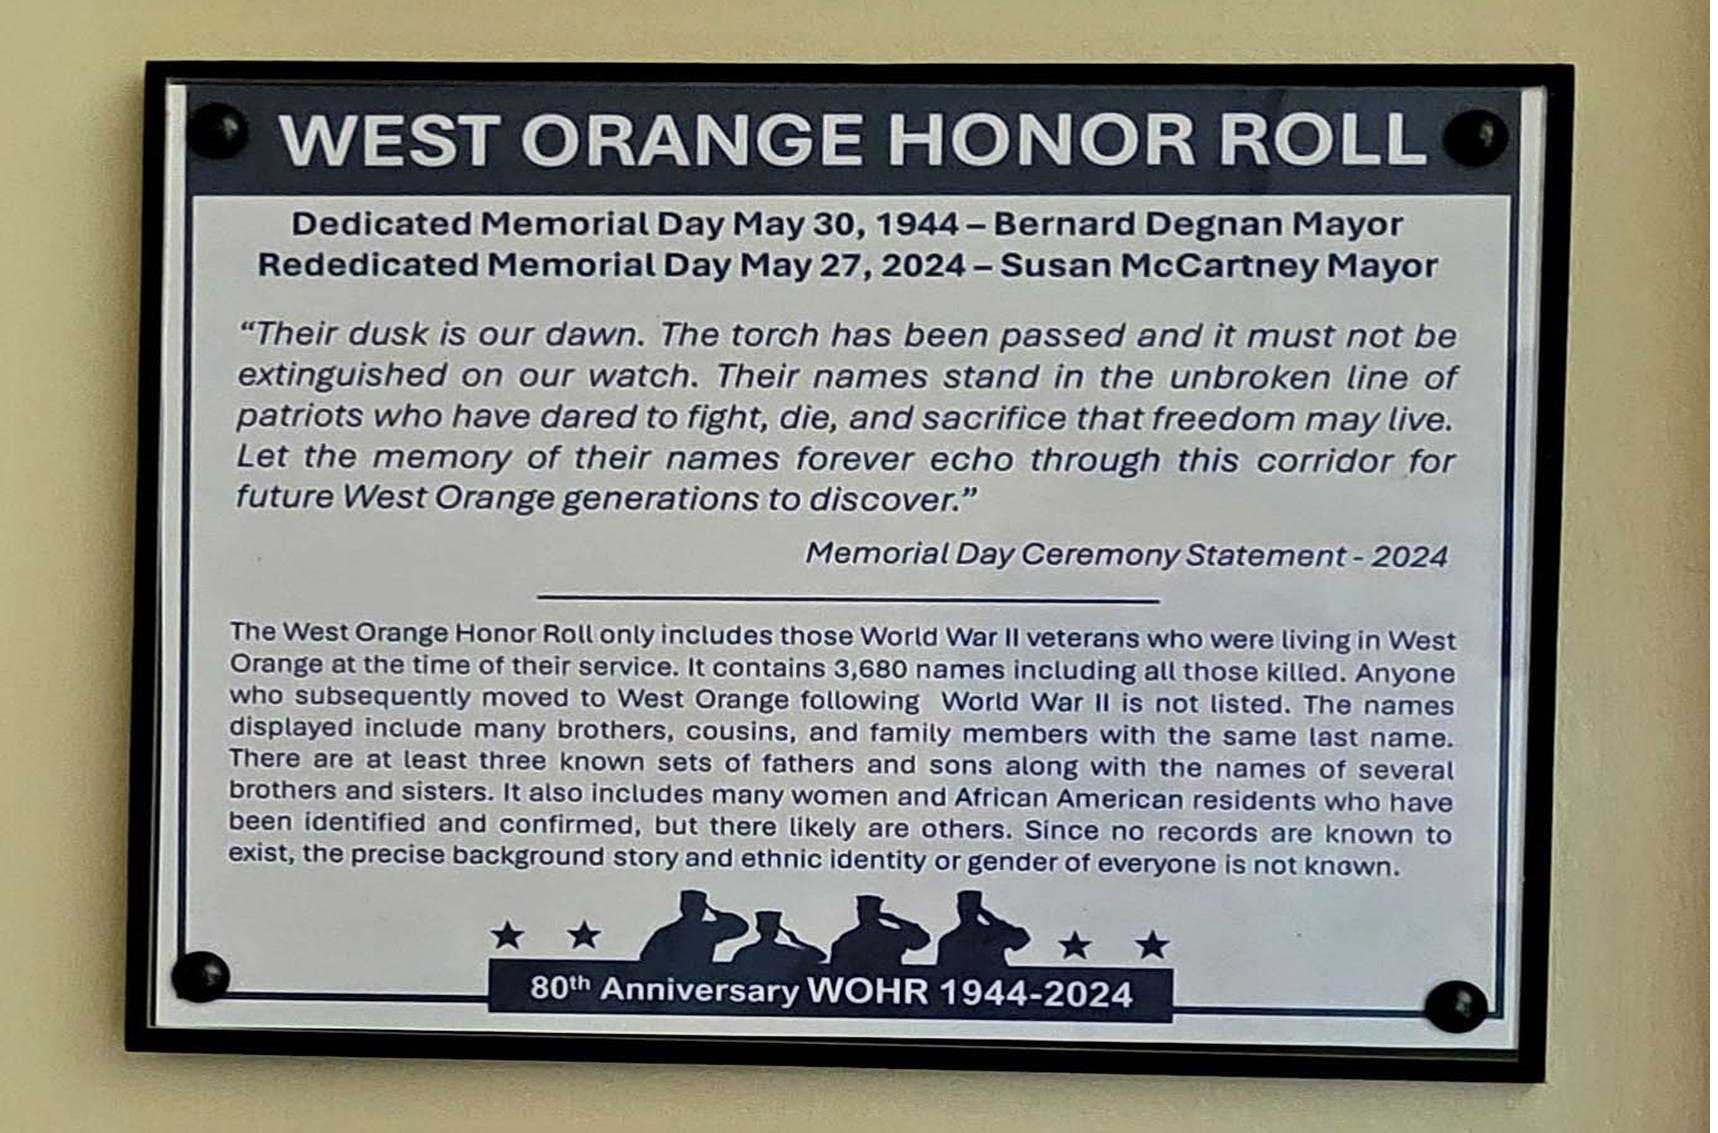 WEST ORANGE HONOR ROLL
Dedicated Memorial Day May 30, 1944 – Bernard Degnan Mayor
Rededicated Memorial Day May 27, 2024 – Susan McCartney Mayor
“Their dusk is our dawn. The torch has been passed and it must not be
extinguished on our watch. Their names stand in the unbroken line of
patriots who have dared to fight, die, and sacrifice that freedom may live.
Let the memory of their names forever echo through this corridor for
future West Orange generations to discover.”
Memorial Day Ceremony Statement - 2024
The West Orange Honor Roll only includes those World War II veterans who were living in West
Orange at the time of their service. It contains 3,680 names including all those killed. Anyone
who subsequently moved to West Orange following World War II is not listed. The names
displayed include many brothers, cousins, and family members with the same last name.
There are at least three known sets of fathers and sons along with the names of several
brothers and sisters. It also includes many women and African American residents who have
been identified and confirmed, but there likely are others. Since no records are known to
exist, the precise background story and ethnic identity or gender of everyone is not known.
80th Anniversary WOHR 1944-2024